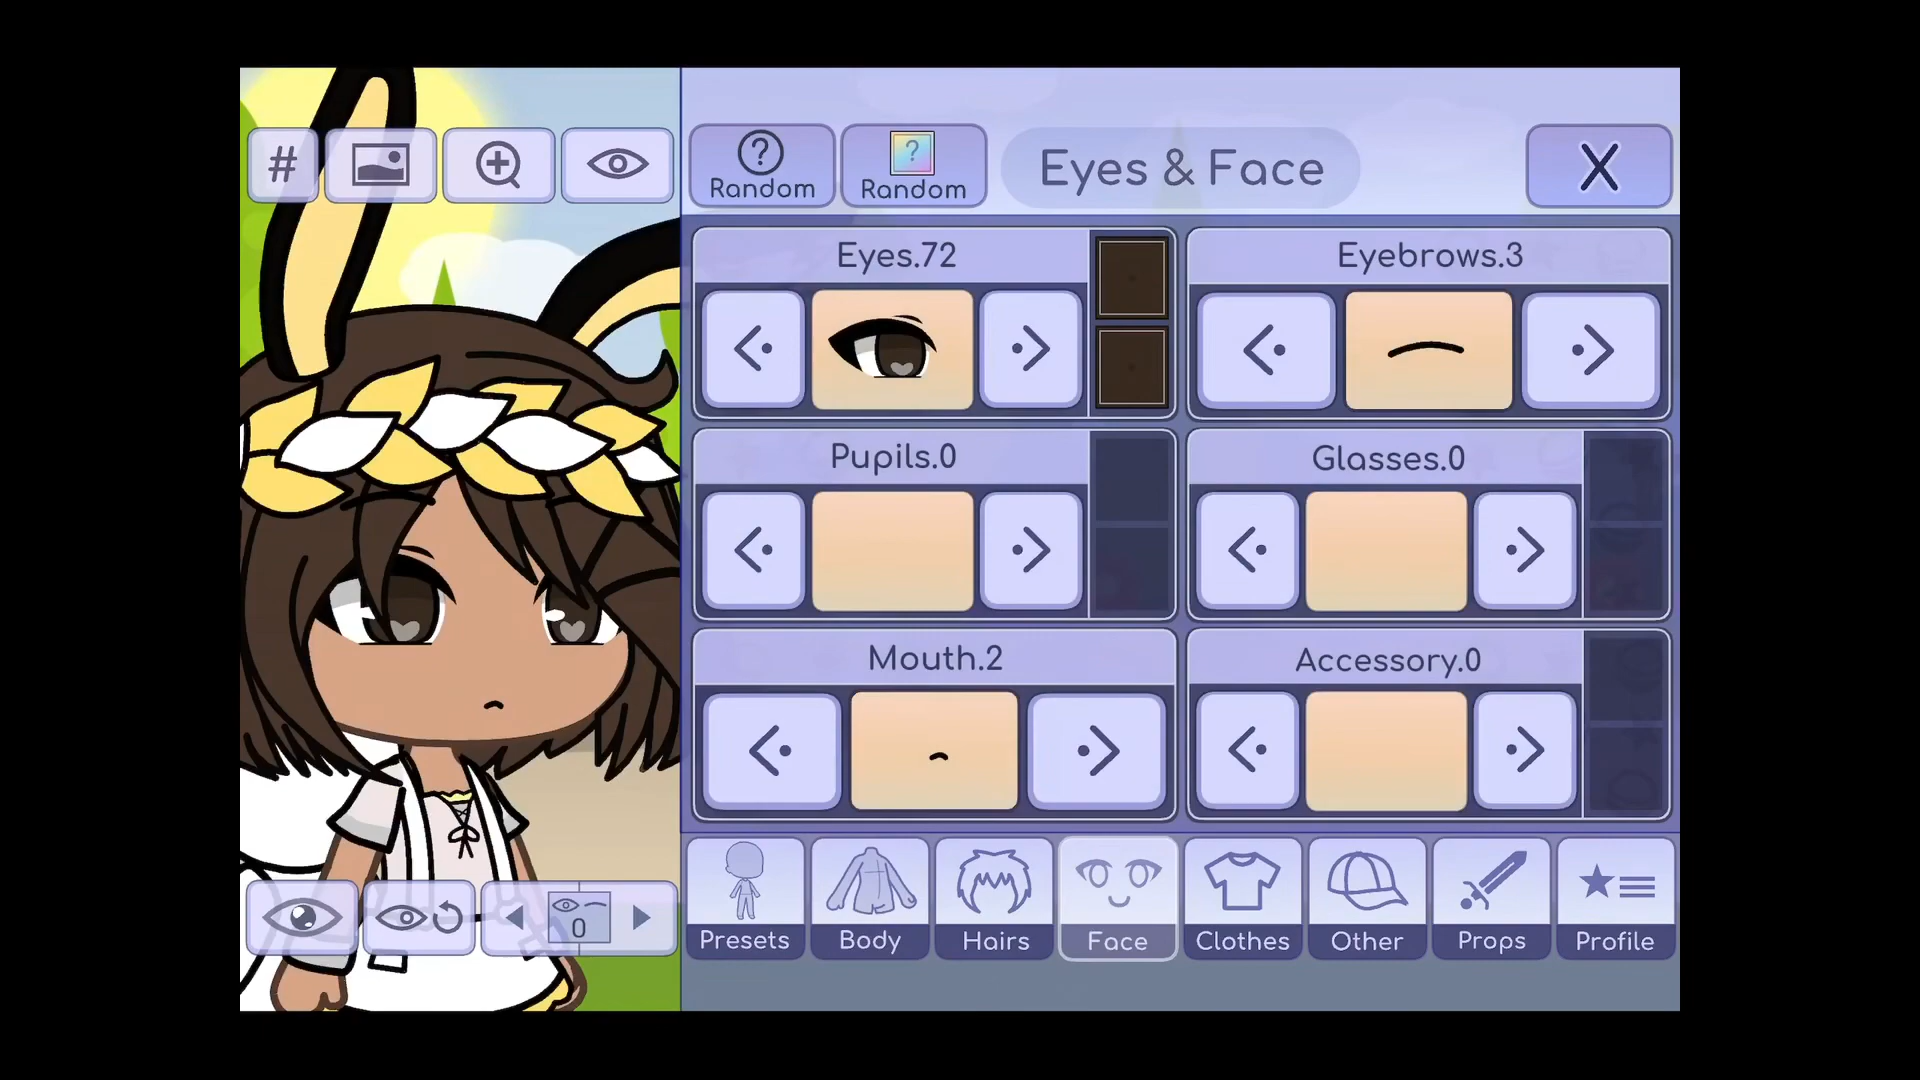 #
? Random
? Random
Eyes & Face
X
Eyes.72
Eyebrows.3
Pupils.0
Glasses.0
Mouth.2
Accessory.0
0
Presets
Body
Hairs
Face
Clothes
Other
Props
Profile